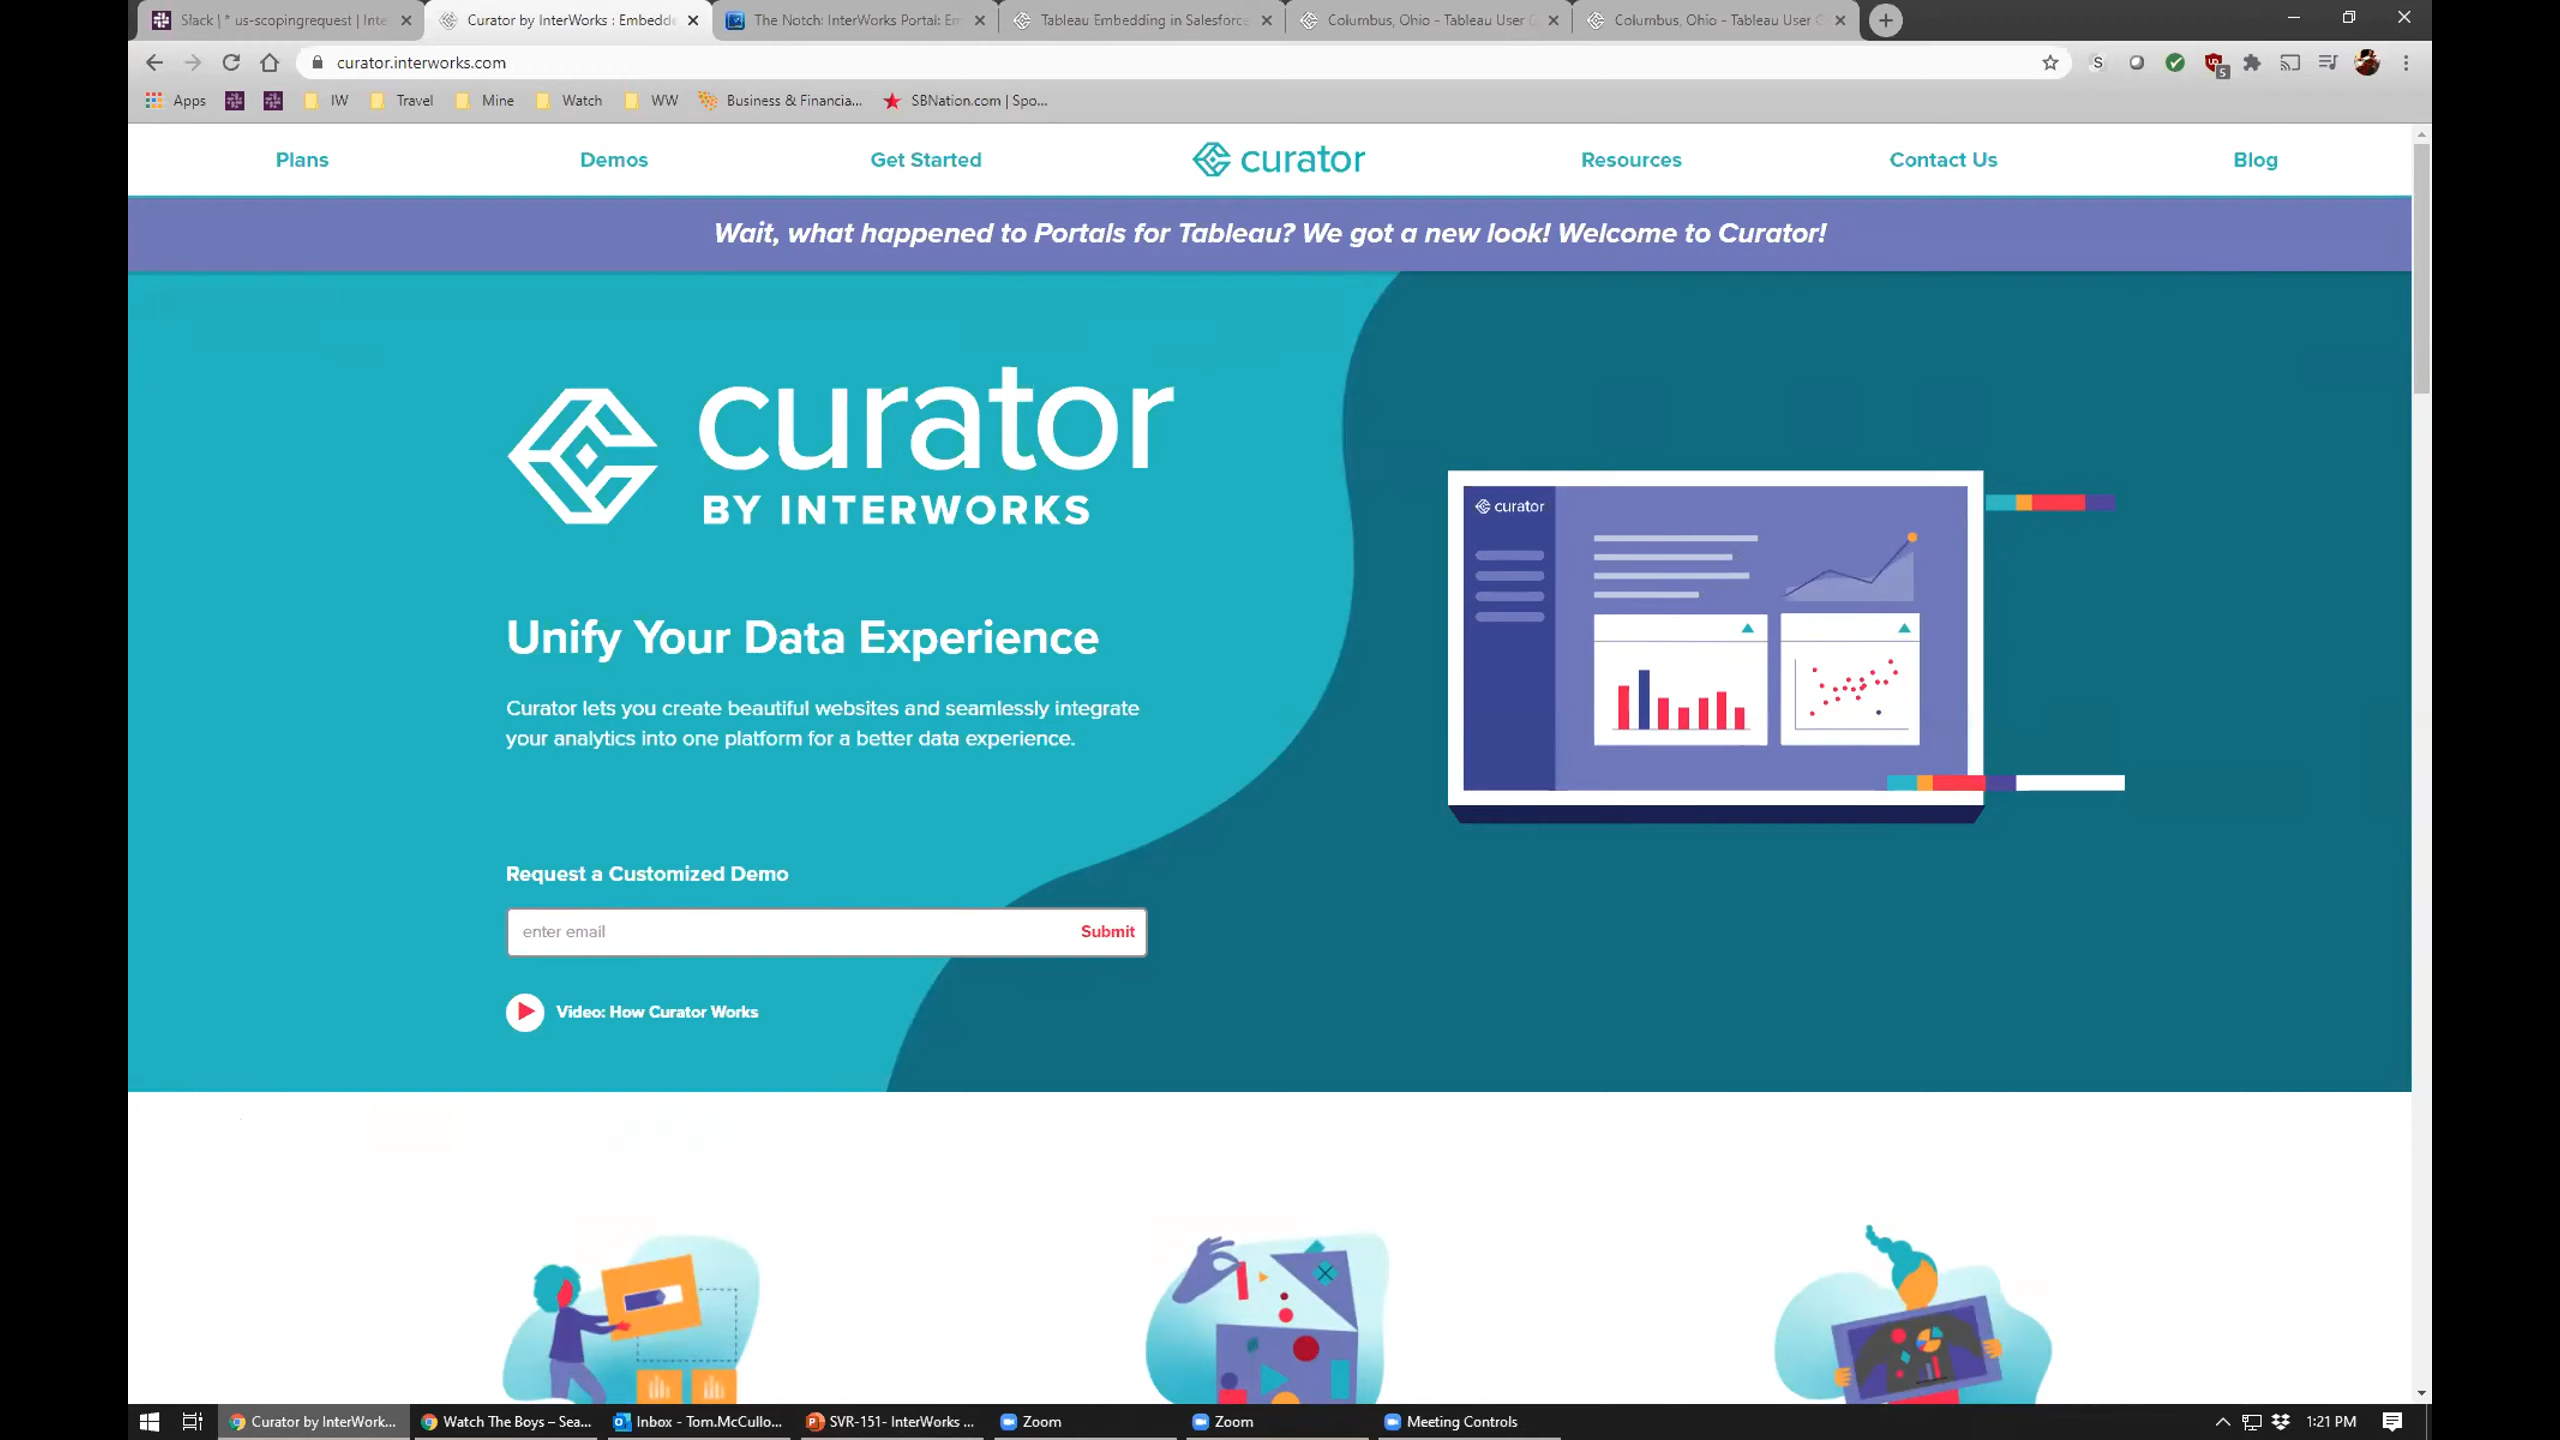 Slack | * us-scopingrequest | Inte
Curator by InterWorks : Embedde
The Notch: InterWorks Portal: Em
Tableau Embedding in Salesforce
Columbus, Ohio - Tableau User G
Columbus, Ohio - Tableau User G
curator.interworks.com
S
5
Apps
IW
Travel
Mine
Watch
WW
Business & Financia...
SBNation.com | Spo...
Plans
Demos
Get Started
curator
Resources
Contact Us
Blog
Wait, what happened to Portals for Tableau? We got a new look! Welcome to Curator!
curator
BY INTERWORKS
curator
Unify Your Data Experience
Curator lets you create beautiful websites and seamlessly integrate
your analytics into one platform for a better data experience.
Request a Customized Demo
enter email
Submit
Video: How Curator Works
Curator by InterWork...
Watch The Boys – Sea...
Inbox - Tom.McCullo...
SVR-151- InterWorks ...
Zoom
Zoom
Meeting Controls
1:21 PM